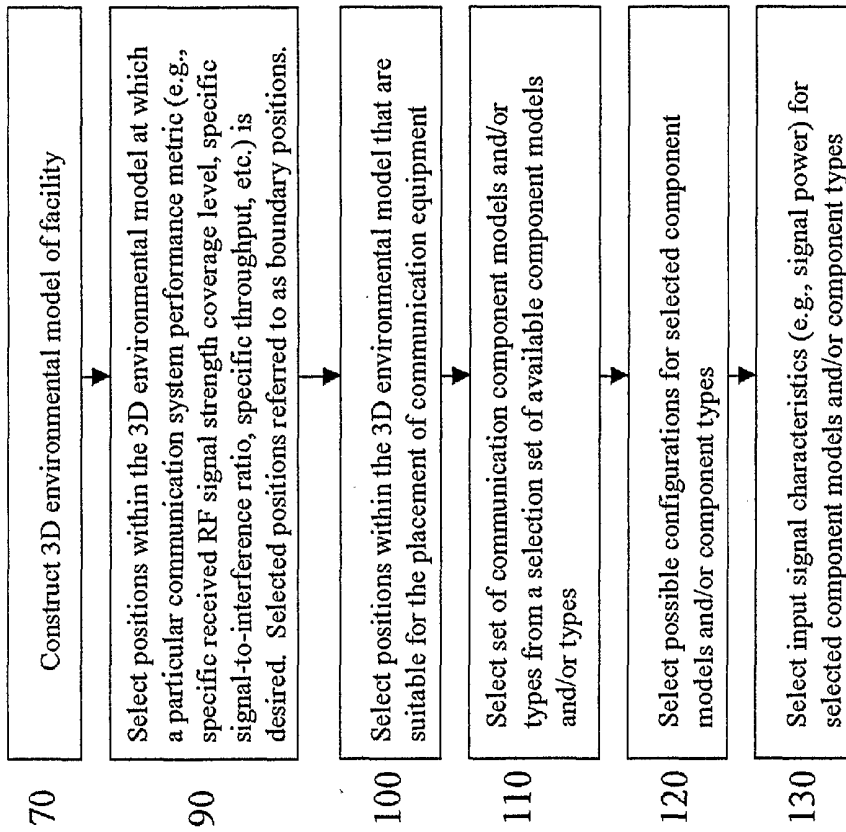 70
Construct 3D environmental model of facility
90
Select positions within the 3D environmental model at which
a particular communication system performance metric (e.g.,
specific received RF signal strength coverage level, specific
signal-to-interference ratio, specific throughput, etc.) is
desired. Selected positions referred to as boundary positions.
100
Select positions within the 3D environmental model that are
suitable for the placement of communication equipment
110
Select set of communication component models and/or
types from a selection set of available component models
and/or types
120
Select possible configurations for selected component
models and/or component types
130
Select input signal characteristics (e.g., signal power) for
selected component models and/or component types